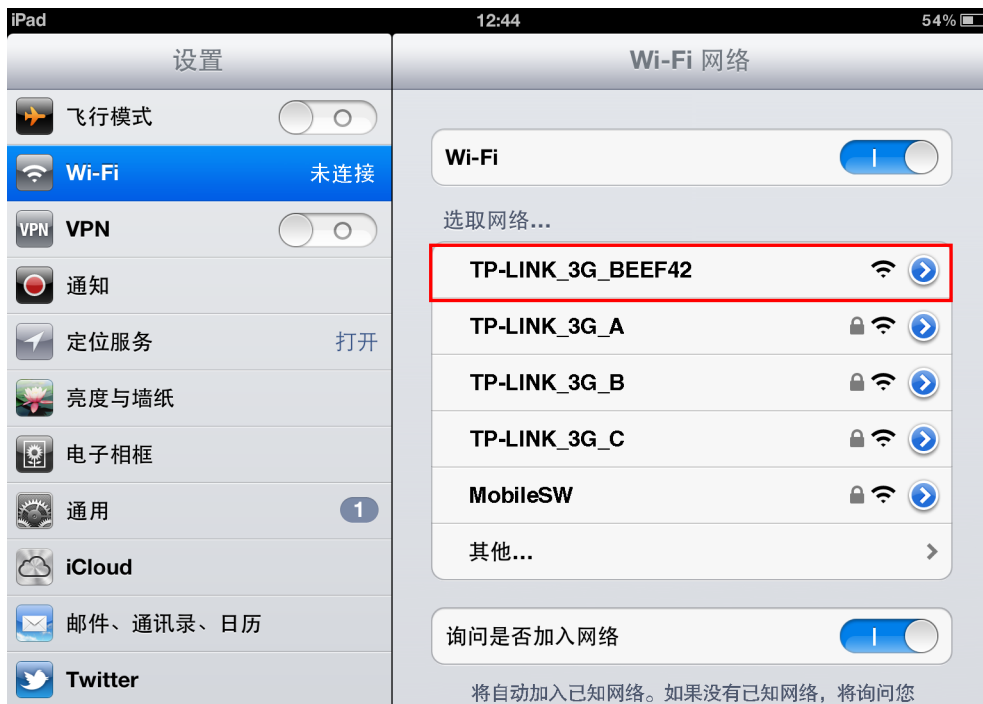 iPad 12:44 54%
设置
Wi-Fi 网络
飞行模式
Wi-Fi 未连接
VPN VPN
通知
定位服务 打开
亮度与墙纸
电子相框
通用 1
iCloud
邮件、通讯录、日历
Twitter
Wi-Fi
选取网络...
TP-LINK_3G_BEEF42
TP-LINK_3G_A
TP-LINK_3G_B
TP-LINK_3G_C
MobileSW
其他...
询问是否加入网络
将自动加入已知网络。如果没有已知网络，将询问您